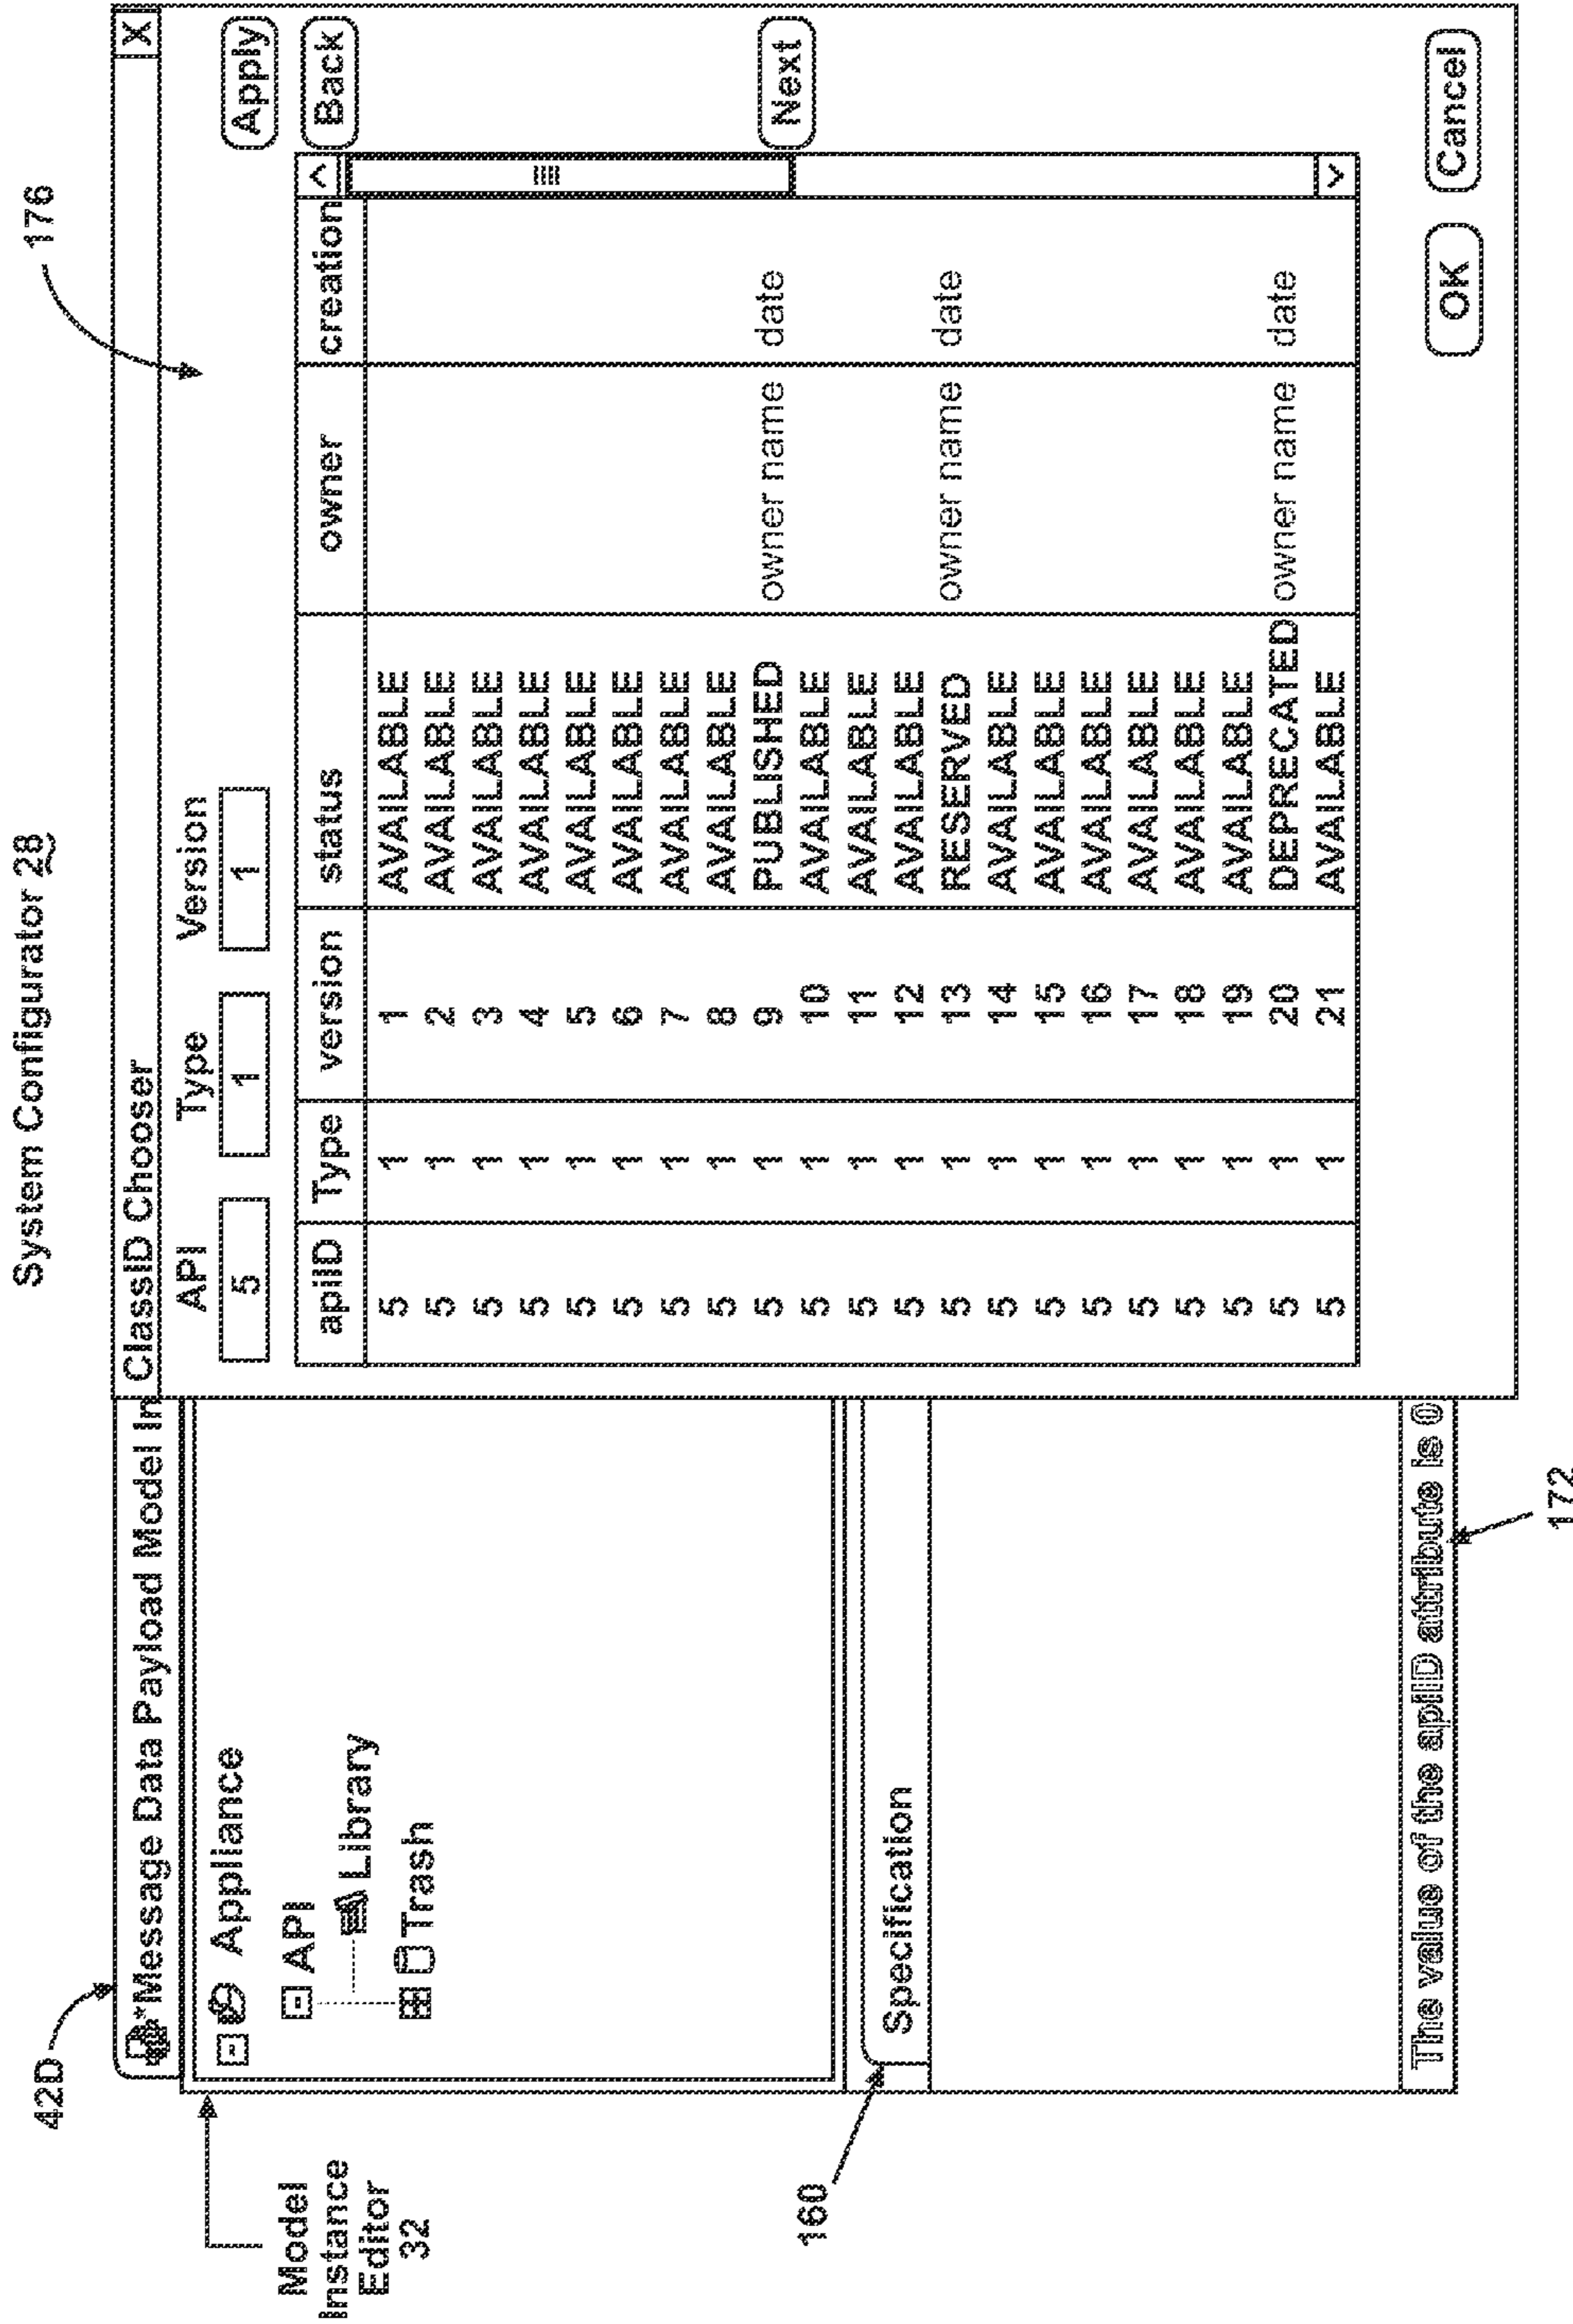 System Configurator 28
176
42D
*Message Data Payload Model In
ClassID Chooser
X
Model
Instance
Editor
32
Appliance
API
Library
Trash
API
Type
Version
5
1
1
Apply
Back
Next
apiID Type version status owner creation
5 1 1 AVAILABLE
5 1 2 AVAILABLE
5 1 3 AVAILABLE
5 1 4 AVAILABLE
5 1 5 AVAILABLE
5 1 6 AVAILABLE
5 1 7 AVAILABLE
5 1 8 AVAILABLE
5 1 9 PUBLISHED owner name date
5 1 10 AVAILABLE
5 1 11 AVAILABLE
5 1 12 AVAILABLE
5 1 13 RESERVED owner name date
5 1 14 AVAILABLE
5 1 15 AVAILABLE
5 1 16 AVAILABLE
5 1 17 AVAILABLE
5 1 18 AVAILABLE
5 1 19 AVAILABLE
5 1 20 DEPRECATED owner name date
5 1 21 AVAILABLE
160
Specification
The value of the apiID attribute is 0
OK
Cancel
172